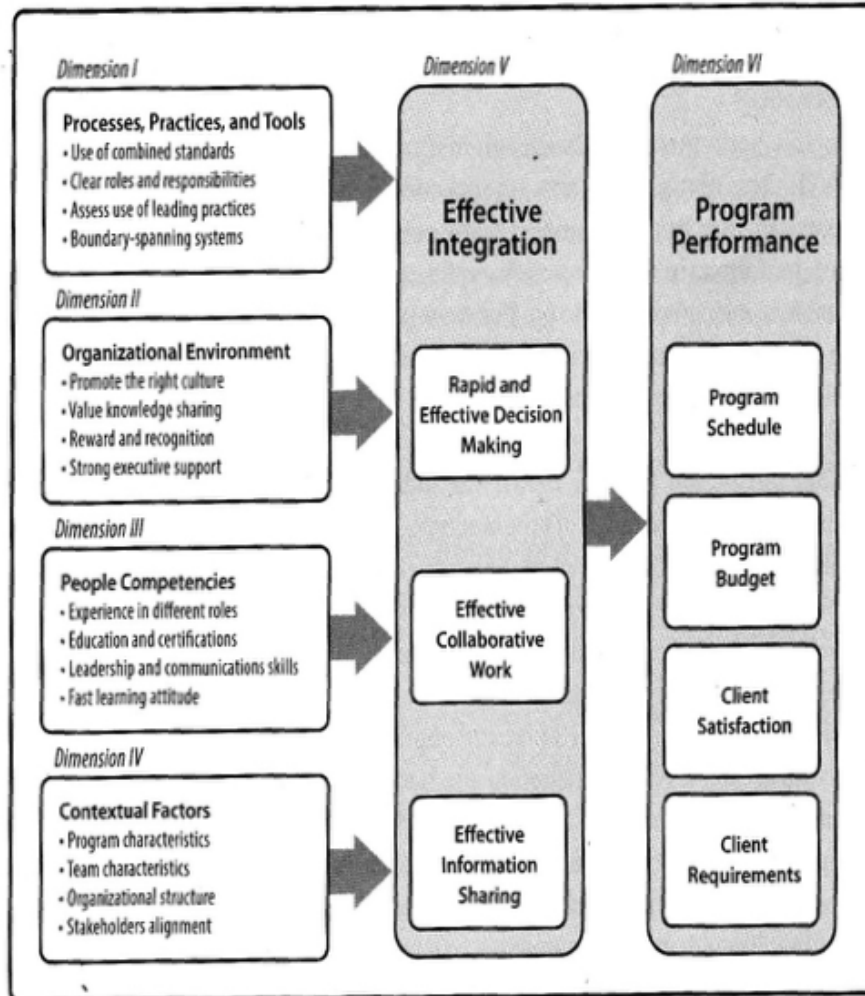 Dimension I
Processes, Practices, and Tools
• Use of combined standards
• Clear roles and responsibilities
• Assess use of leading practices
• Boundary-spanning systems
Dimension II
Organizational Environment
• Promote the right culture
• Value knowledge sharing
• Reward and recognition
• Strong executive support
Dimension III
People Competencies
• Experience in different roles
• Education and certifications
• Leadership and communications skills
• Fast learning attitude
Dimension IV
Contextual Factors
• Program characteristics
• Team characteristics
• Organizational structure
• Stakeholders alignment
Dimension V
Effective
Integration
Rapid and
Effective Decision
Making
Effective
Collaborative
Work
Effective
Information
Sharing
Dimension VI
Program
Performance
Program
Schedule
Program
Budget
Client
Satisfaction
Client
Requirements